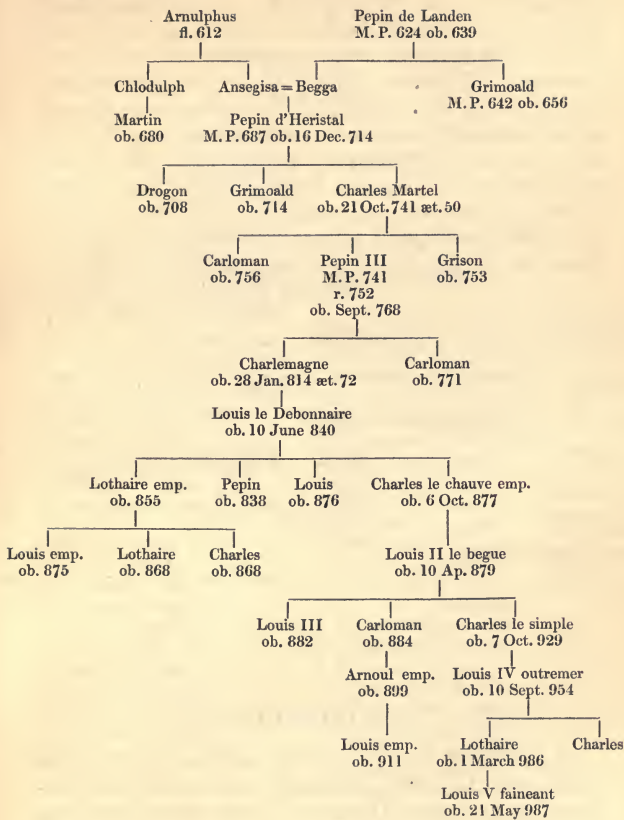 Arnulphus Pepin de Landen
fl. 612 M. P. 624 ob. 639
Chlodulph Ansegisa = Begga Grimoald
M. P. 642 ob. 656
Martin Pepin d'Heristal
ob. 680 M. P. 687 ob. 16 Dec. 714
Drogon Grimoald Charles Martel
ob. 708 ob. 714 ob. 21 Oct. 741 æt. 50
Carloman Pepin III Grison
ob. 756 M. P. 741 ob. 753
r. 752
ob. Sept. 768
Charlemagne Carloman
ob. 28 Jan. 814 æt. 72 ob. 771
Louis le Debonnaire
ob. 10 June 840
Lothaire emp. Pepin Louis Charles le chauve emp.
ob. 855 ob. 838 ob. 876 ob. 6 Oct. 877
Louis emp. Lothaire Charles Louis II le begue
ob. 875 ob. 868 ob. 868 ob. 10 Ap. 879
Louis III Carloman Charles le simple
ob. 882 ob. 884 ob. 7 Oct. 929
Arnoul emp. Louis IV outremer
ob. 899 ob. 10 Sept. 954
Louis emp. Lothaire Charles
ob. 911 ob. 1 March 986
Louis V faineant
ob. 21 May 987